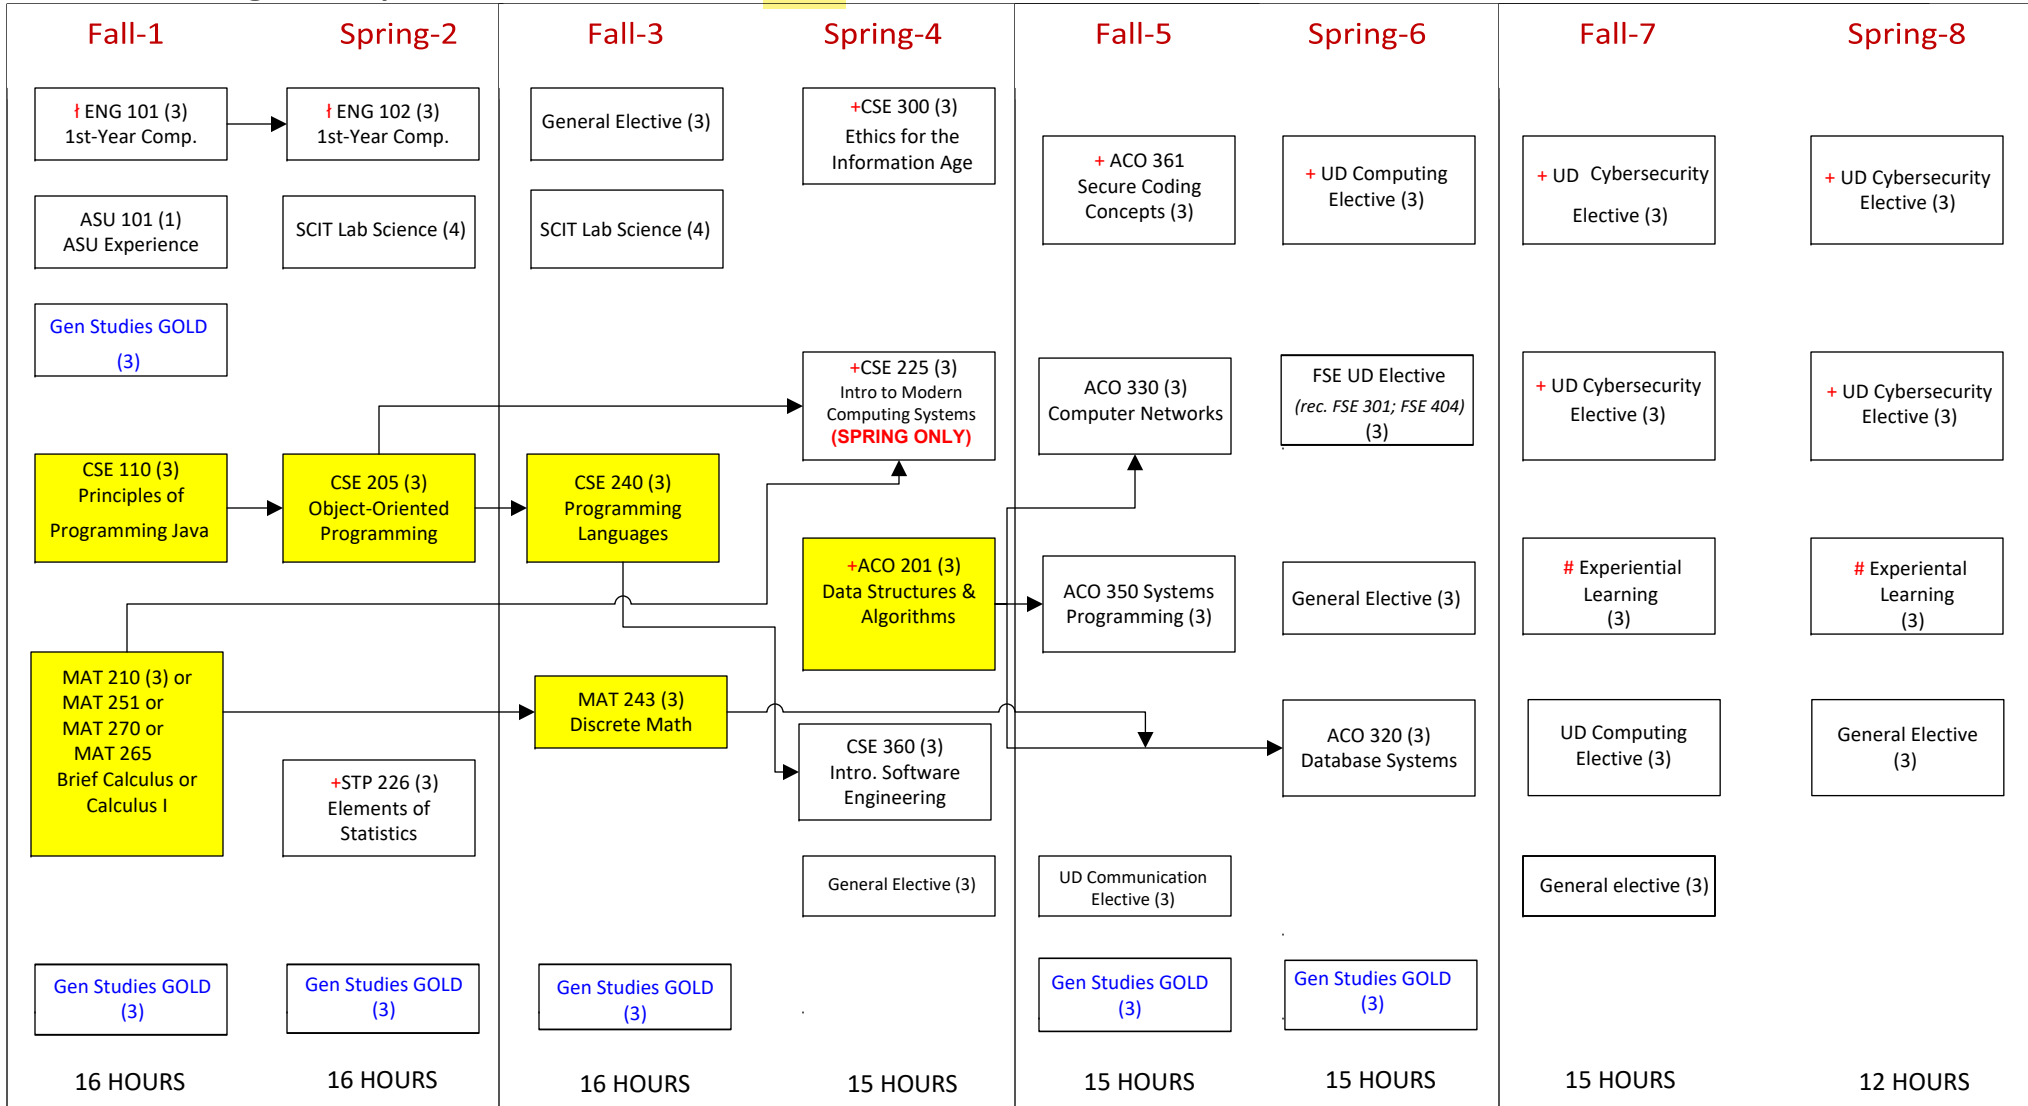 Fall-1
Spring-2
Fall-3
Spring-4
Fall-5
Spring-6
Fall-7
Spring-8
ƚ ENG 101 (3)
1st-Year Comp.
ASU 101 (1)
ASU Experience
Gen Studies GOLD
(3)
CSE 110 (3)
Principles of
Programming Java
MAT 210 (3) or
MAT 251 or
MAT 270 or
MAT 265
Brief Calculus or
Calculus I
Gen Studies GOLD
(3)
16 HOURS
ƚ ENG 102 (3)
1st-Year Comp.
SCIT Lab Science (4)
CSE 205 (3)
Object-Oriented
Programming
+STP 226 (3)
Elements of
Statistics
Gen Studies GOLD
(3)
16 HOURS
General Elective (3)
SCIT Lab Science (4)
CSE 240 (3)
Programming
Languages
MAT 243 (3)
Discrete Math
Gen Studies GOLD
(3)
16 HOURS
+CSE 300 (3)
Ethics for the
Information Age
+CSE 225 (3)
Intro to Modern
Computing Systems
(SPRING ONLY)
+ACO 201 (3)
Data Structures &
Algorithms
CSE 360 (3)
Intro. Software
Engineering
General Elective (3)
15 HOURS
+ ACO 361
Secure Coding
Concepts (3)
ACO 330 (3)
Computer Networks
ACO 350 Systems
Programming (3)
UD Communication
Elective (3)
Gen Studies GOLD
(3)
15 HOURS
+ UD Computing
Elective (3)
FSE UD Elective
(rec. FSE 301; FSE 404)
(3)
General Elective (3)
ACO 320 (3)
Database Systems
Gen Studies GOLD
(3)
15 HOURS
+ UD Cybersecurity
Elective (3)
+ UD Cybersecurity
Elective (3)
# Experiential
Learning
(3)
UD Computing
Elective (3)
General elective (3)
15 HOURS
+ UD Cybersecurity
Elective (3)
+ UD Cybersecurity
Elective (3)
# Experiental
Learning
(3)
General Elective
(3)
12 HOURS